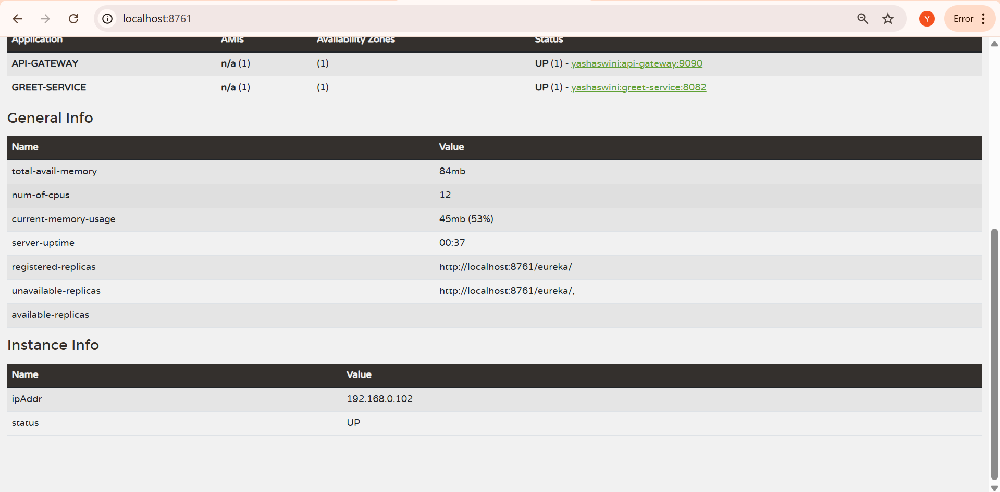 localhost:8761
Y
Error
Application AMIs Availability Zones Status
API-GATEWAY n/a (1) (1) UP (1) - yashaswini:api-gateway:9090
GREET-SERVICE n/a (1) (1) UP (1) - yashaswini:greet-service:8082
General Info
Name Value
total-avail-memory 84mb
num-of-cpus 12
current-memory-usage 45mb (53%)
server-uptime 00:37
registered-replicas http://localhost:8761/eureka/
unavailable-replicas http://localhost:8761/eureka/,
available-replicas
Instance Info
Name Value
ipAddr 192.168.0.102
status UP